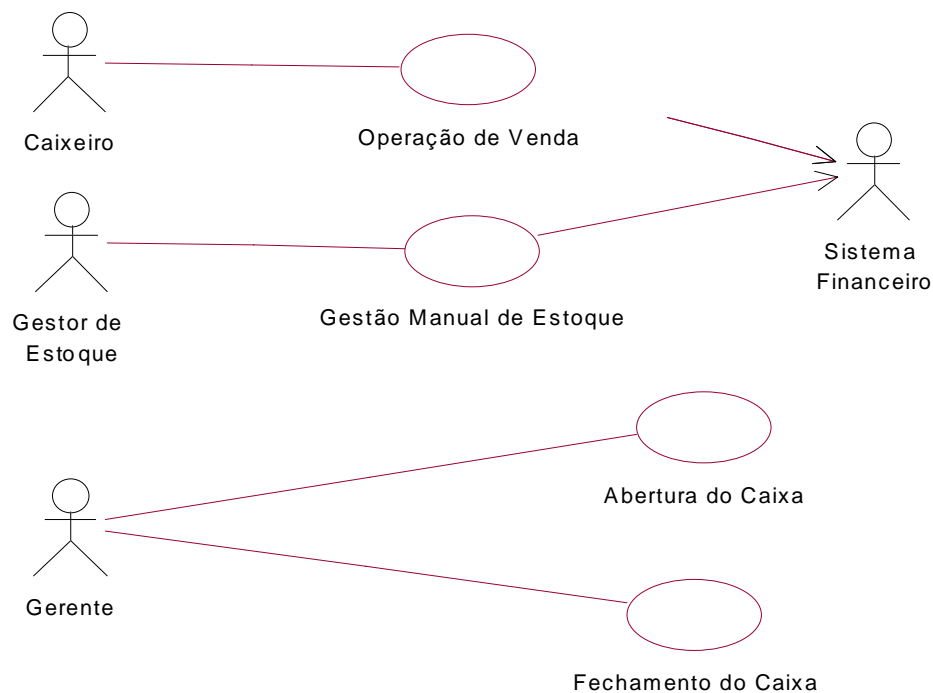 Caixeiro
Operação de Venda
Sistema
Financeiro
Gestor de
Estoque
Gestão Manual de Estoque
Abertura do Caixa
Gerente
Fechamento do Caixa